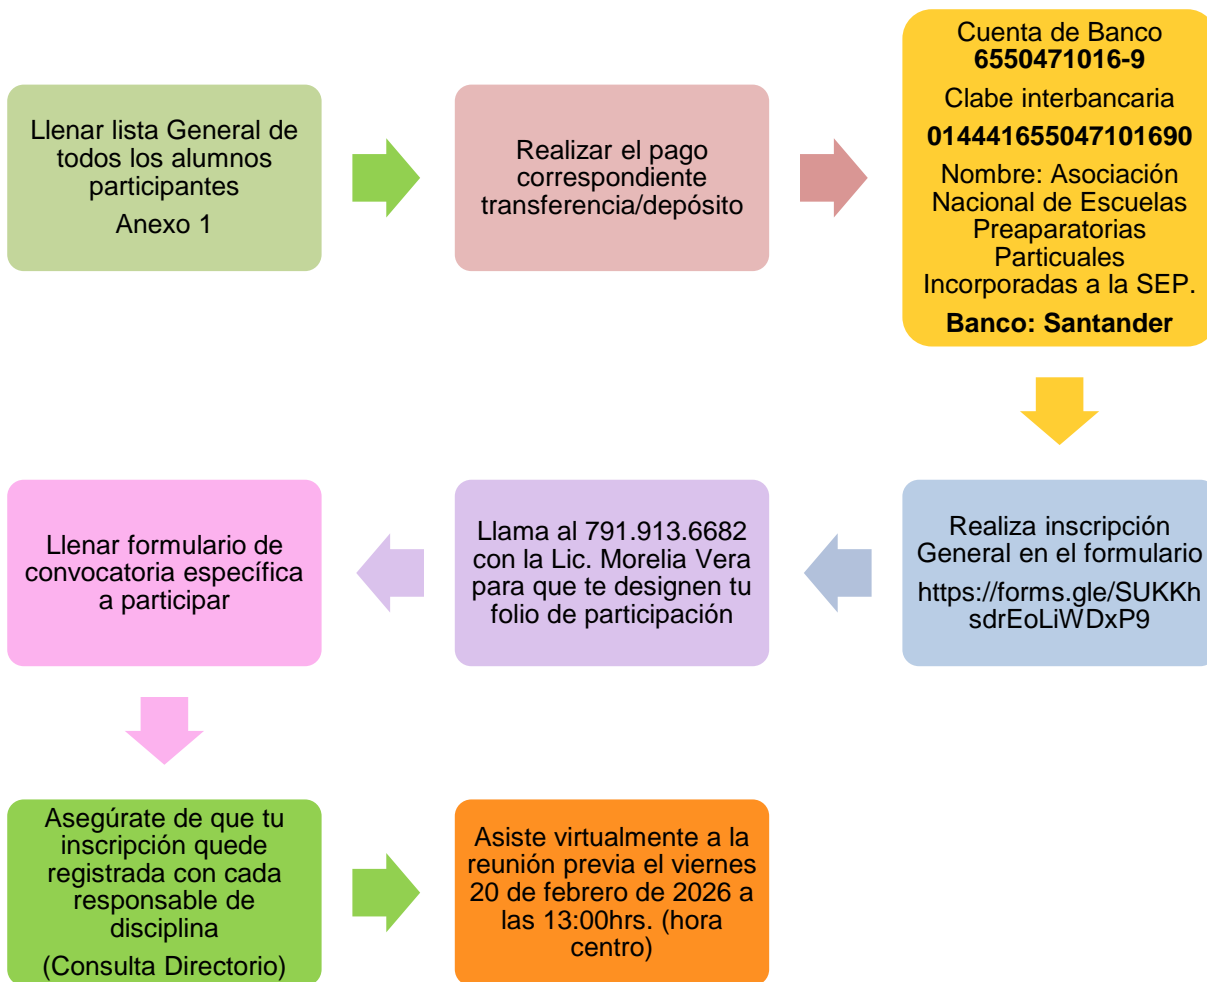 Llenar lista General de
todos los alumnos
participantes
Anexo 1
Realizar el pago
correspondiente
transferencia/depósito
Cuenta de Banco
6550471016-9
Clabe interbancaria
014441655047101690
Nombre: Asociación
Nacional de Escuelas
Preaparatorias
Particuales
Incorporadas a la SEP.
Banco: Santander
Realiza inscripción
General en el formulario
https://forms.gle/SUKKh
sdrEoLiWDxP9
Llama al 791.913.6682
con la Lic. Morelia Vera
para que te designen tu
folio de participación
Llenar formulario de
convocatoria específica
a participar
Asegúrate de que tu
inscripción quede
registrada con cada
responsable de
disciplina
(Consulta Directorio)
Asiste virtualmente a la
reunión previa el viernes
20 de febrero de 2026 a
las 13:00hrs. (hora
centro)